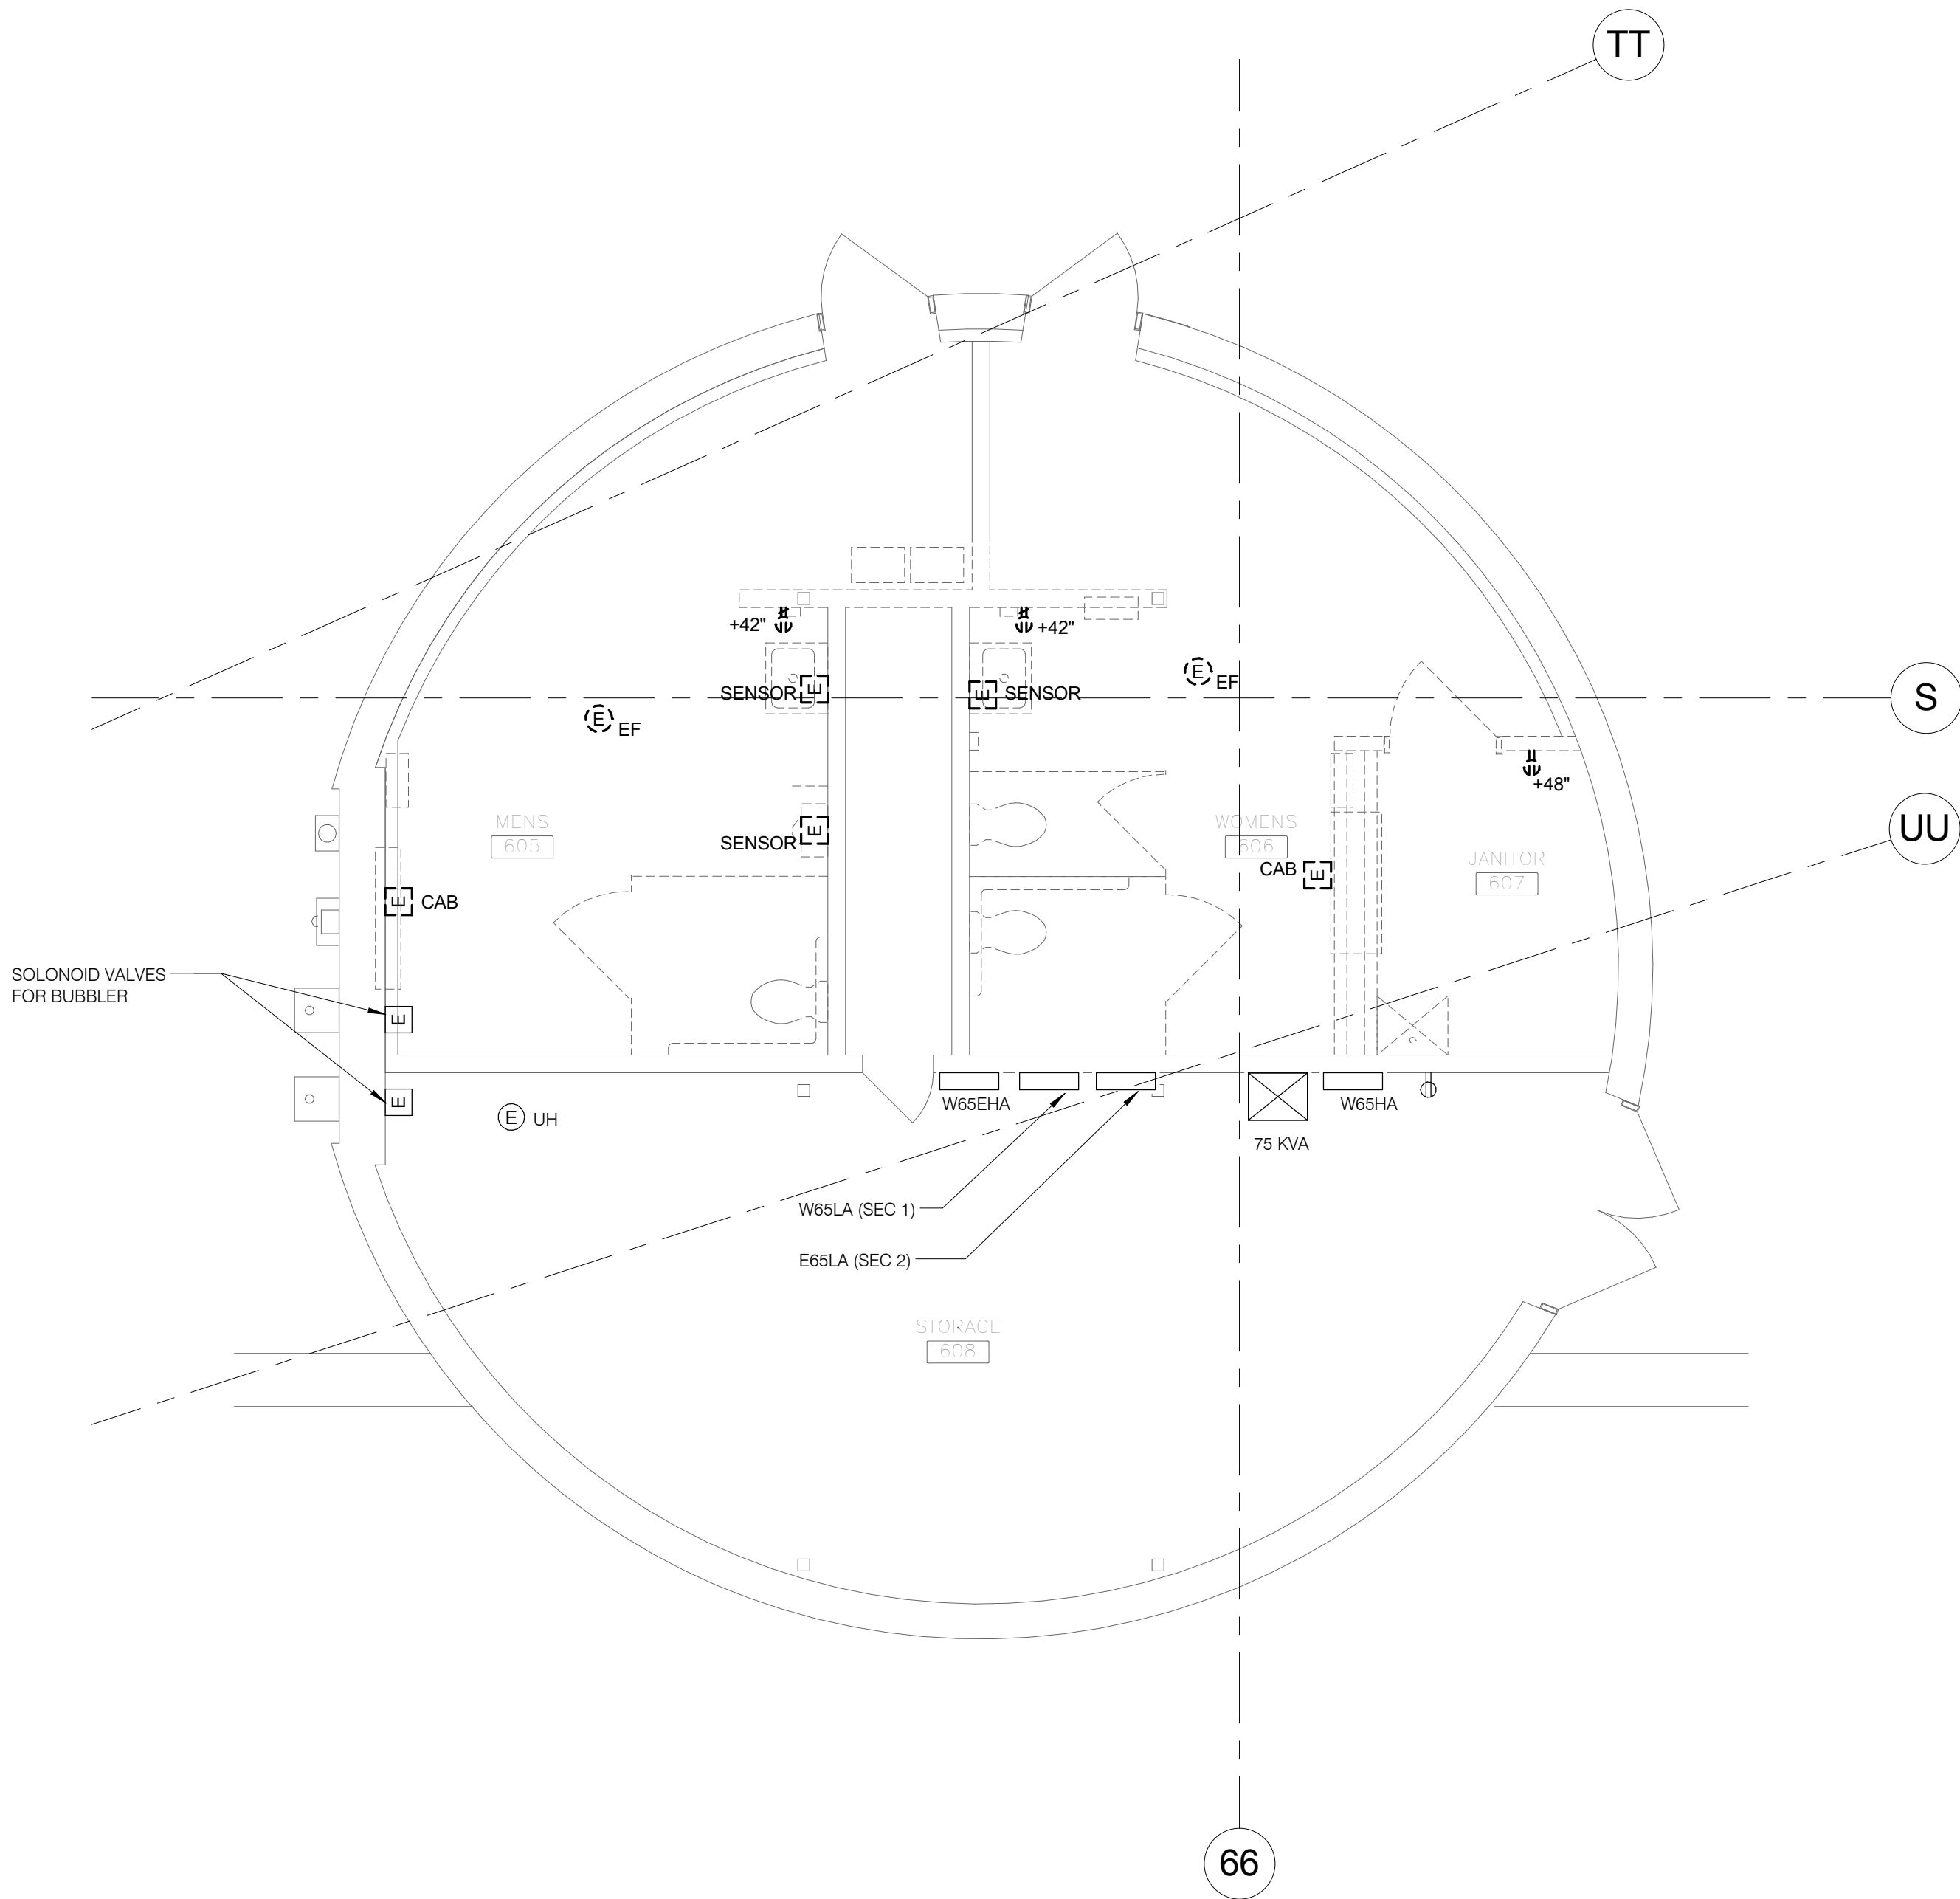 TT
+42"
+42"
E
EF
SENSOR
E
E
SENSOR
S
E
EF
+48"
MENS
605
SENSOR
E
WOMENS
606
UU
JANITOR
607
CAB
E
E
CAB
SOLONOID VALVES
FOR BUBBLER
E
E
E
UH
W65EHA
W65HA
75 KVA
W65LA (SEC 1)
E65LA (SEC 2)
STORAGE
608
66